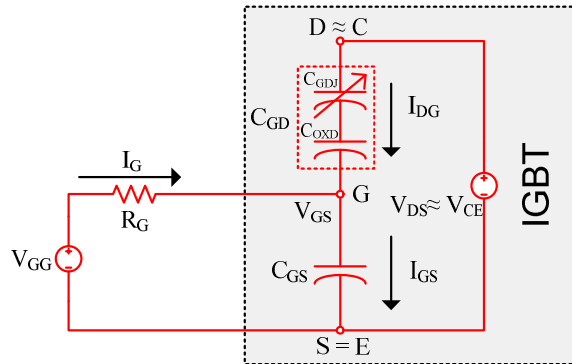 D ≈ C
C_GDJ
C_GD
I_DG
C_OXD
I_G
G
R_G
V_GS
V_DS ≈ V_CE
IGBT
V_GG
C_GS
I_GS
S = E